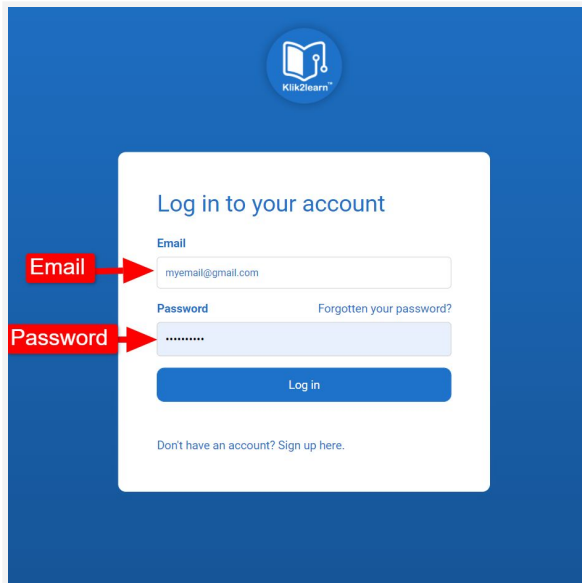 Klik2learn™
Log in to your account
Email
Email
myemail@gmail.com
Password Forgotten your password?
Password
••••••••••
Log in
Don't have an account? Sign up here.